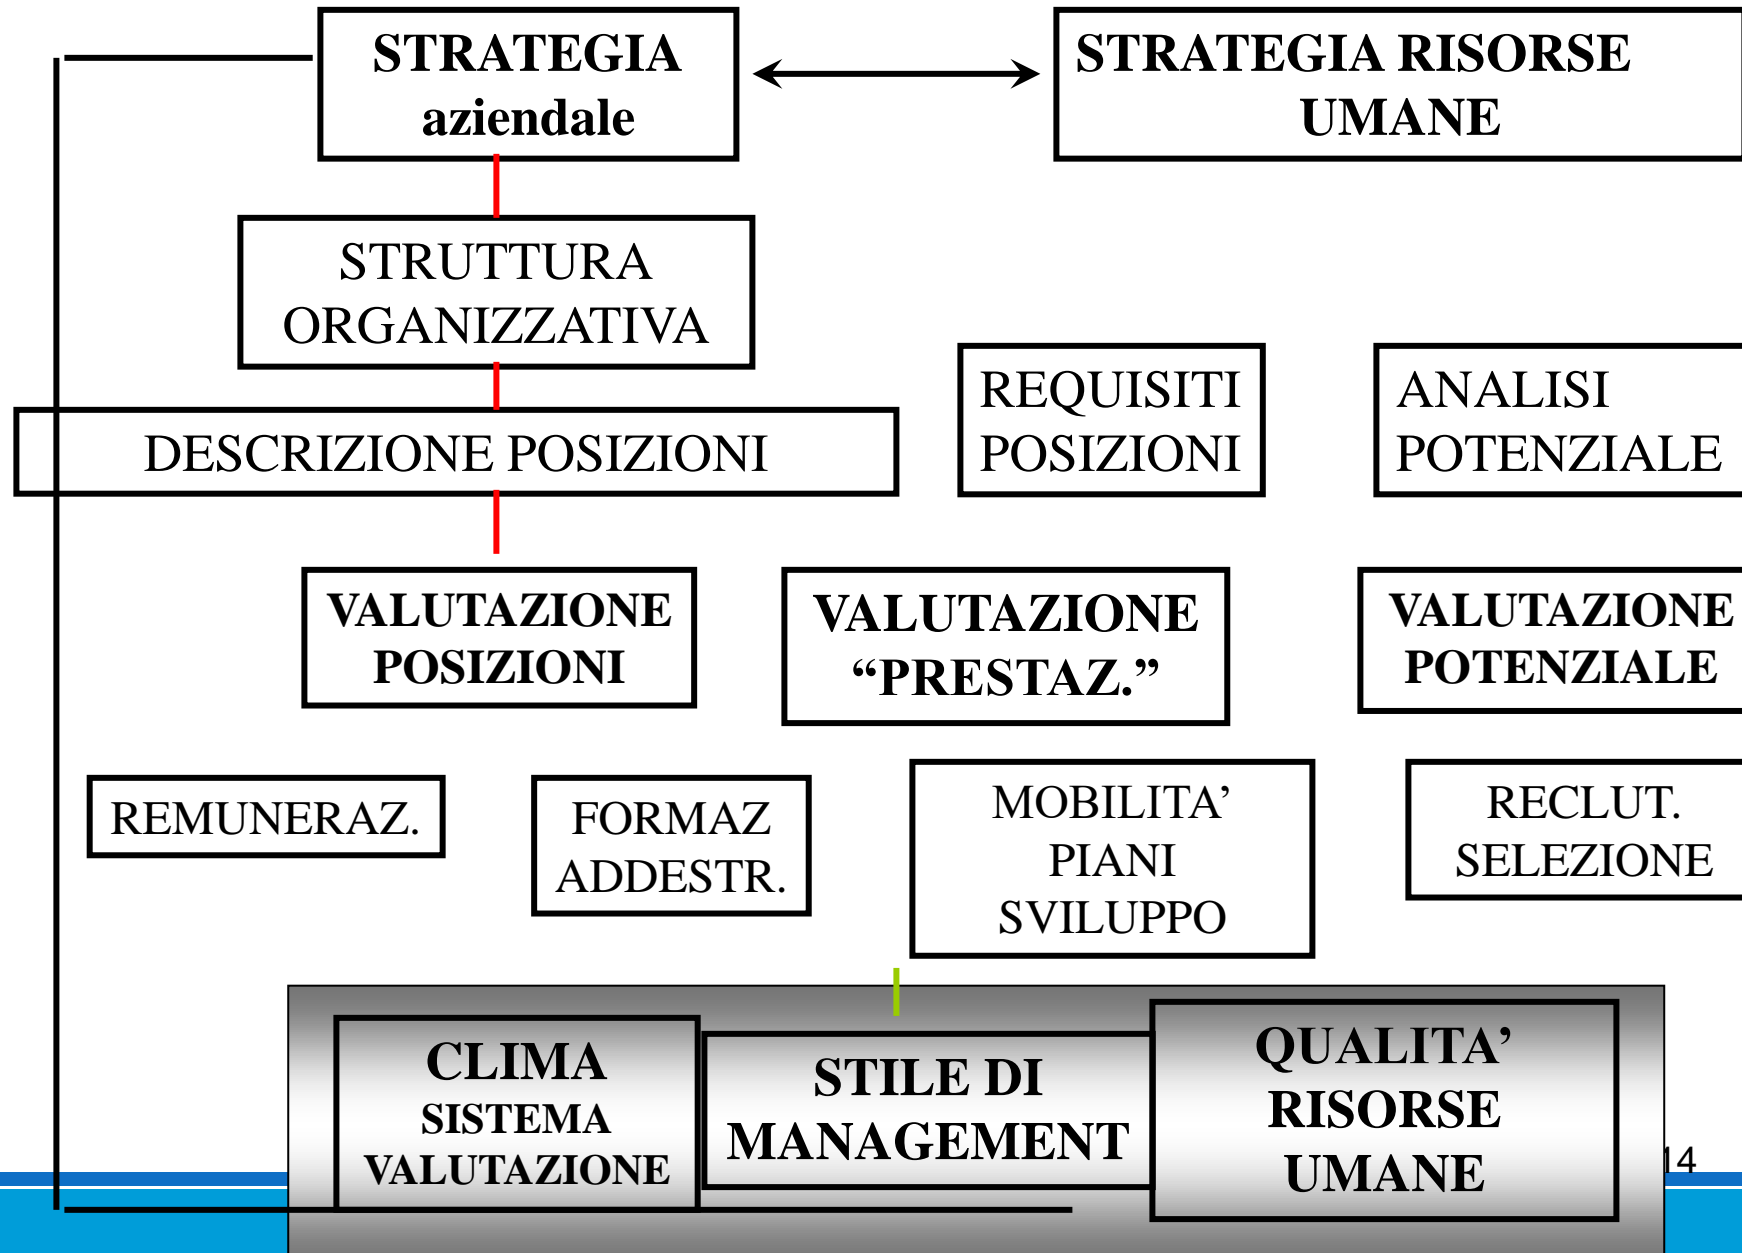 STRATEGIA
aziendale
STRATEGIA RISORSE
UMANE
STRUTTURA
ORGANIZZATIVA
DESCRIZIONE POSIZIONI
REQUISITI
POSIZIONI
ANALISI
POTENZIALE
VALUTAZIONE
POSIZIONI
VALUTAZIONE
“PRESTAZ.”
VALUTAZIONE
POTENZIALE
REMUNERAZ.
FORMAZ
ADDESTR.
MOBILITA’
PIANI
SVILUPPO
RECLUT.
SELEZIONE
CLIMA
SISTEMA
VALUTAZIONE
STILE DI
MANAGEMENT
QUALITA’
RISORSE
UMANE
14